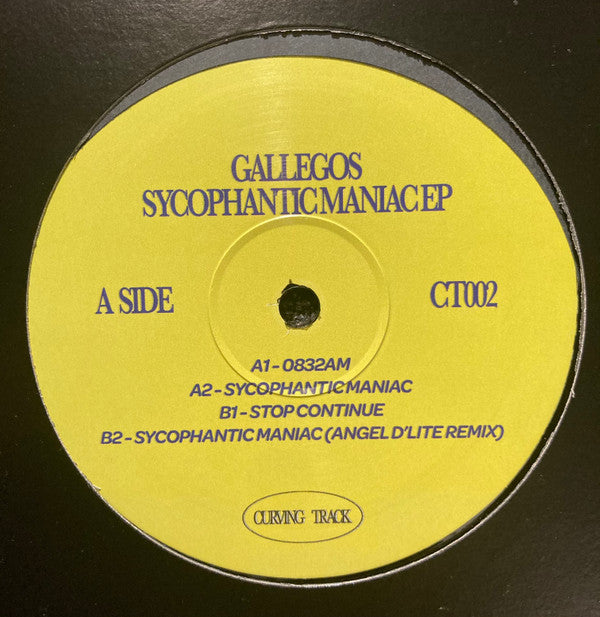 GALLEGOS
SYCOPHANTIC MANIAC EP
A SIDE
CT002
A1 - 0832AM
A2 - SYCOPHANTIC MANIAC
B1 - STOP CONTINUE
B2 - SYCOPHANTIC MANIAC (ANGEL D'LITE REMIX)
CURVING TRACK